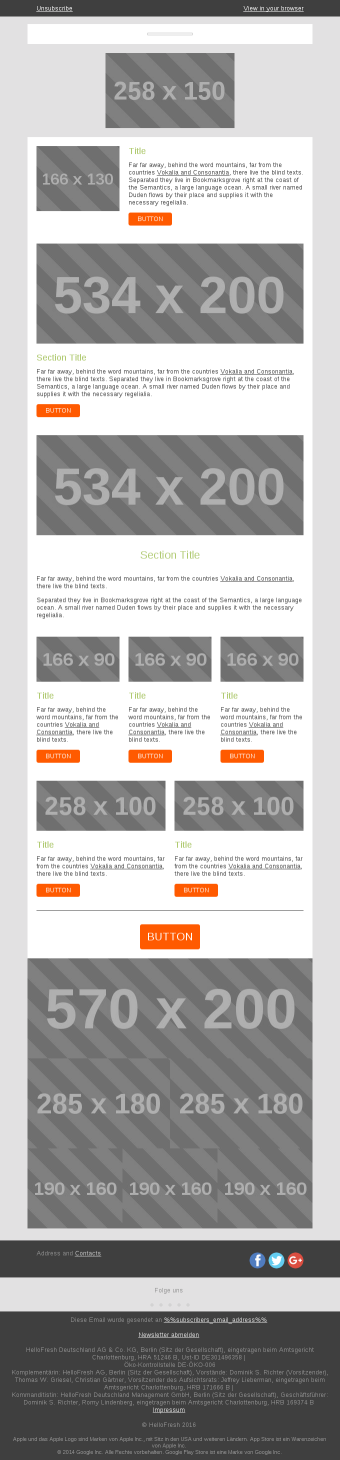 Unsubscribe
View in your browser
258 x 150
166 x 130
Title
Far far away, behind the word mountains, far from the
countries Vokalia and Consonantia, there live the blind texts.
Separated they live in Bookmarksgrove right at the coast of
the Semantics, a large language ocean. A small river named
Duden flows by their place and supplies it with the
necessary regelialia.
BUTTON
534 x 200
Section Title
Far far away, behind the word mountains, far from the countries Vokalia and Consonantia,
there live the blind texts. Separated they live in Bookmarksgrove right at the coast of the
Semantics, a large language ocean. A small river named Duden flows by their place and
supplies it with the necessary regelialia.
BUTTON
534 x 200
Section Title
Far far away, behind the word mountains, far from the countries Vokalia and Consonantia,
there live the blind texts.
Separated they live in Bookmarksgrove right at the coast of the Semantics, a large language
ocean. A small river named Duden flows by their place and supplies it with the necessary
regelialia.
166 x 90
166 x 90
166 x 90
Title
Far far away, behind the
word mountains, far from the
countries Vokalia and
Consonantia, there live the
blind texts.
BUTTON
Title
Far far away, behind the
word mountains, far from the
countries Vokalia and
Consonantia, there live the
blind texts.
BUTTON
Title
Far far away, behind the
word mountains, far from the
countries Vokalia and
Consonantia, there live the
blind texts.
BUTTON
258 x 100
258 x 100
Title
Far far away, behind the word mountains, far
from the countries Vokalia and Consonantia,
there live the blind texts.
BUTTON
Title
Far far away, behind the word mountains, far
from the countries Vokalia and Consonantia,
there live the blind texts.
BUTTON
BUTTON
570 x 200
285 x 180
285 x 180
190 x 160
190 x 160
190 x 160
Address and Contacts
Folge uns
Diese Email wurde gesendet an %%subscribers_email_address%%
Newsletter abmelden
HelloFresh Deutschland AG & Co. KG, Berlin (Sitz der Gesellschaft), eingetragen beim Amtsgericht
Charlottenburg, HRA 51246 B, Ust-ID DE301498358 |
Öko-Kontrollstelle DE-ÖKO-006
Komplementärin: HelloFresh AG, Berlin (Sitz der Gesellschaft), Vorstände: Dominik S. Richter (Vorsitzender),
Thomas W. Griesel, Christian Gärtner, Vorsitzender des Aufsichtsrats: Jeffrey Lieberman, eingetragen beim
Amtsgericht Charlottenburg, HRB 171666 B |
Kommanditistin: HelloFresh Deutschland Management GmbH, Berlin (Sitz der Gesellschaft), Geschäftsführer:
Dominik S. Richter, Romy Lindenberg, eingetragen beim Amtsgericht Charlottenburg, HRB 169374 B
Impressum
© HelloFresh 2016
Apple und das Apple Logo sind Marken von Apple Inc., mit Sitz in den USA und weiteren Ländern. App Store ist ein Warenzeichen
von Apple Inc.
© 2014 Google Inc. Alle Rechte vorbehalten. Google Play Store ist eine Marke von Google Inc.